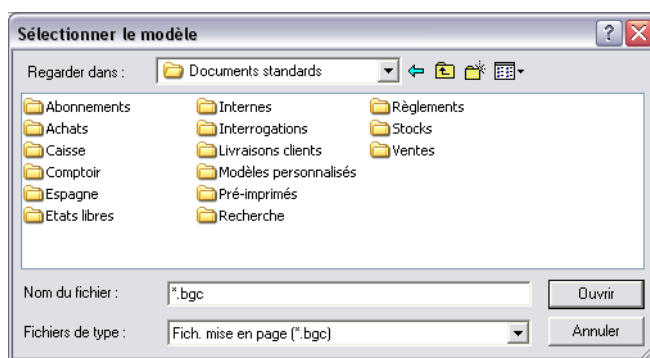 Sélectionner le modèle
Regarder dans :
Documents standards
Abonnements
Achats
Caisse
Comptoir
Espagne
Etats libres
Internes
Interrogations
Livraisons clients
Modèles personnalisés
Pré-imprimés
Recherche
Règlements
Stocks
Ventes
Nom du fichier :
*.bgc
Ouvrir
Fichiers de type :
Fich. mise en page (*.bgc)
Annuler